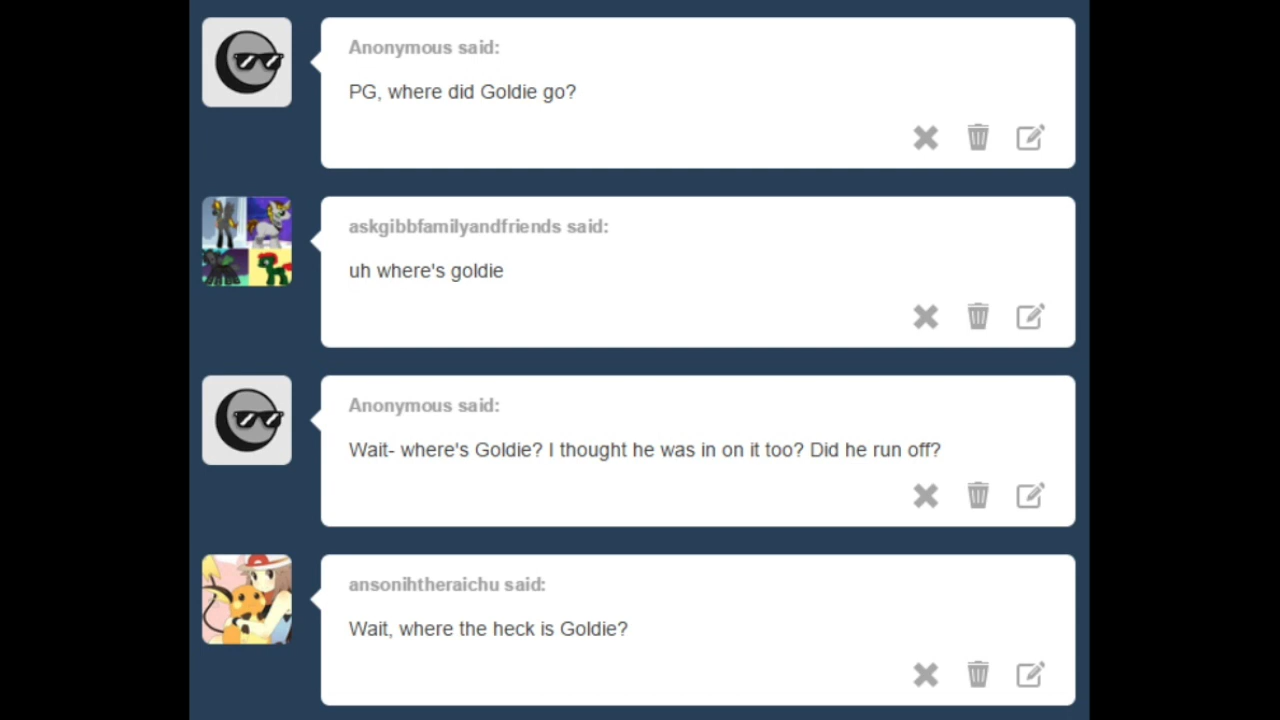 Anonymous said:
PG, where did Goldie go?
askgibbfamilyandfriends said:
uh where's goldie
Anonymous said:
Wait- where's Goldie? I thought he was in on it too? Did he run off?
ansonihtheraichu said:
Wait, where the heck is Goldie?